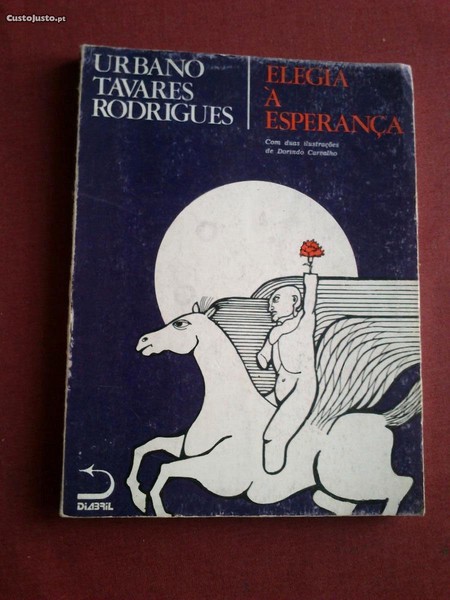 CustoJusto.pt
URBANO
TAVARES
RODRIGUES
ELEGIA
À
ESPERANÇA
Com duas ilustrações
de Dorindo Carvalho
DIABRIL